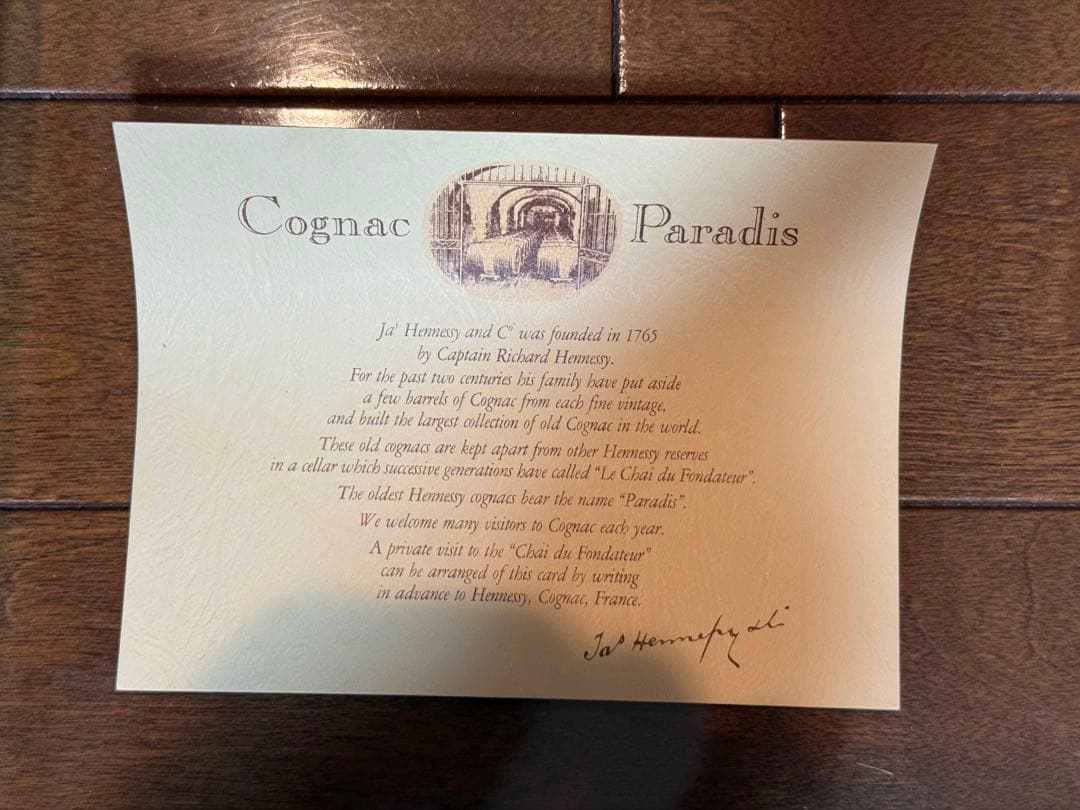 Cognac Paradis
Jas Hennessy and Co was founded in 1765
by Captain Richard Hennessy.
For the past two centuries his family have put aside
a few barrels of Cognac from each fine vintage,
and built the largest collection of old Cognac in the world.
These old cognacs are kept apart from other Hennessy reserves
in a cellar which successive generations have called "Le Chai du Fondateur".
The oldest Hennessy cognacs bear the name "Paradis".
We welcome many visitors to Cognac each year.
A private visit to the "Chai du Fondateur"
can be arranged of this card by writing
in advance to Hennessy, Cognac, France.
Jas Hennessy & Co